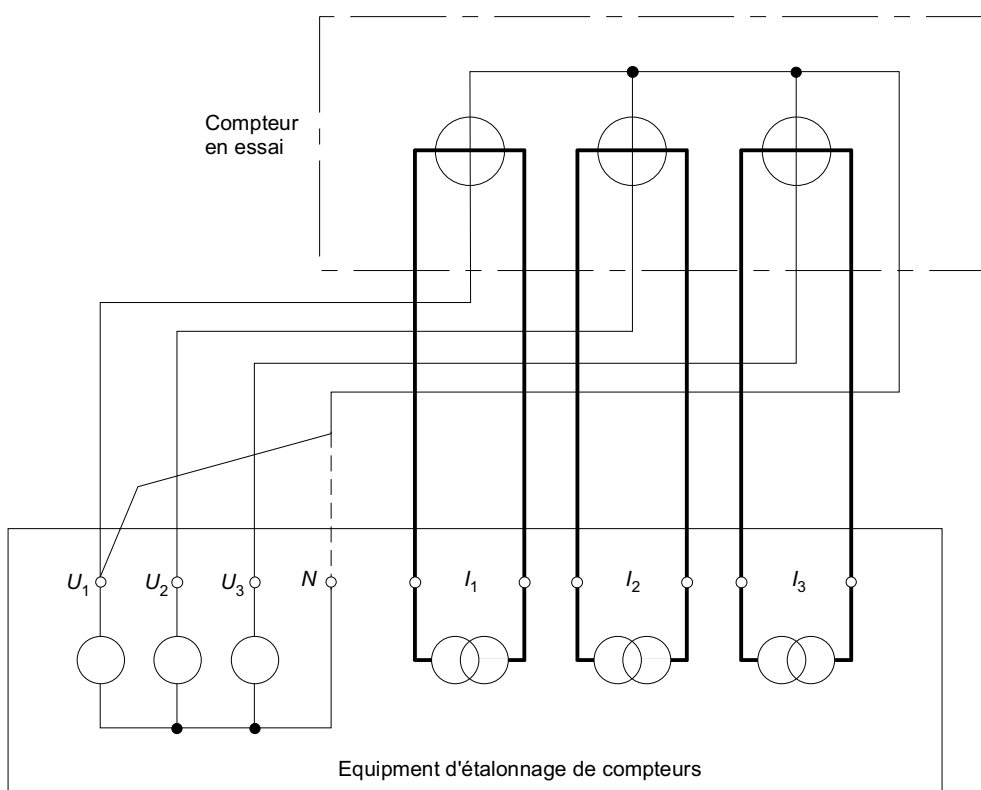 Compteur
en essai
U1
U2
U3
N
I1
I2
I3
Equipment d'étalonnage de compteurs